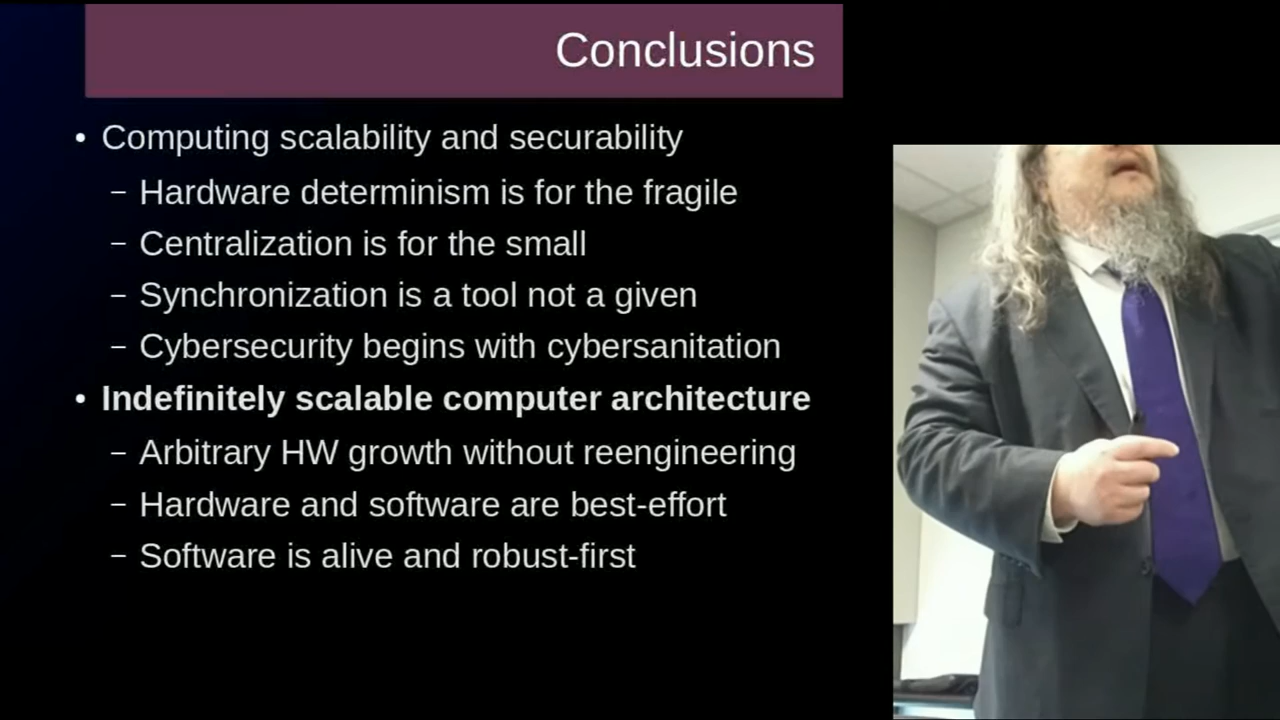 Conclusions
• Computing scalability and securability
– Hardware determinism is for the fragile
– Centralization is for the small
– Synchronization is a tool not a given
– Cybersecurity begins with cybersanitation
• Indefinitely scalable computer architecture
– Arbitrary HW growth without reengineering
– Hardware and software are best-effort
– Software is alive and robust-first